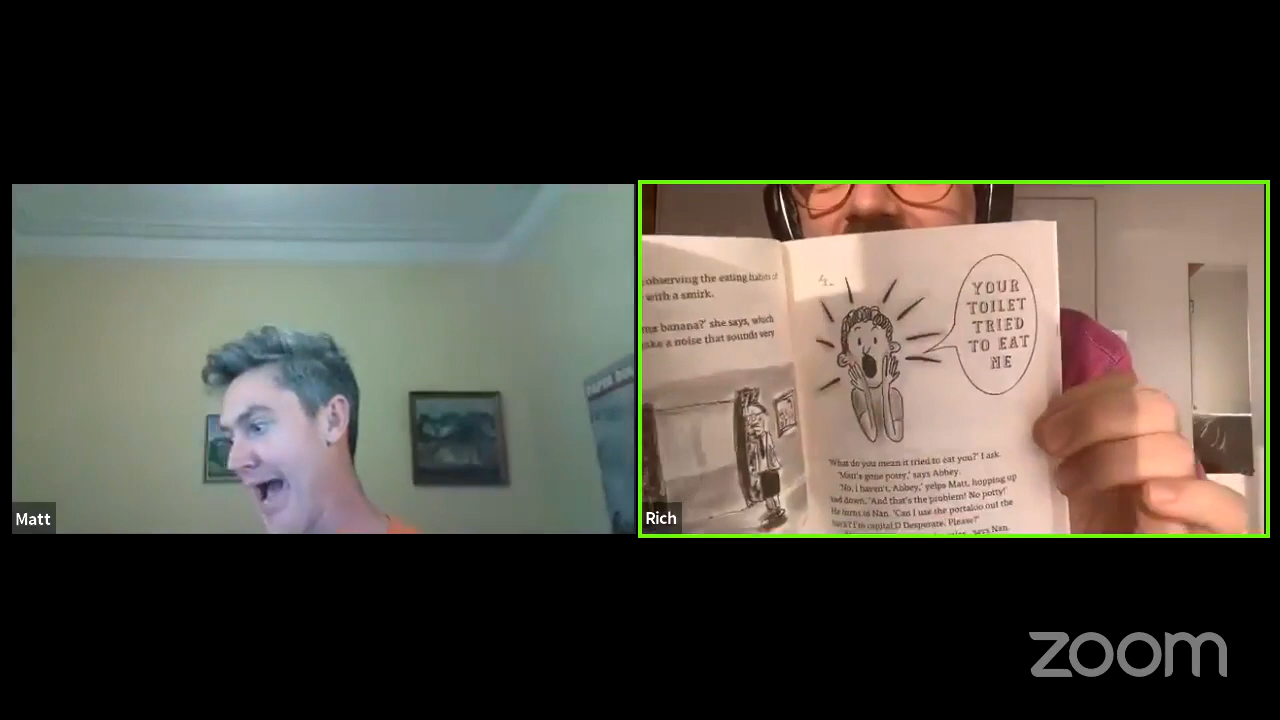 observing the eating habits of
with a smirk.
banana?' she says, which
a noise that sounds very
YOUR
TOILET
TRIED
TO EAT
ME
'What do you mean it tried to eat you?' I ask.
'Matt's gone potty,' says Abbey.
'No, I haven't, Abbey,' yelps Matt, hopping up
and down. 'And that's the problem! No potty!'
He turns to Nan. 'Can I use the portaloo out the
back? I'm capital D Desperate. Please?'
says Nan.
Matt
Rich
zoom